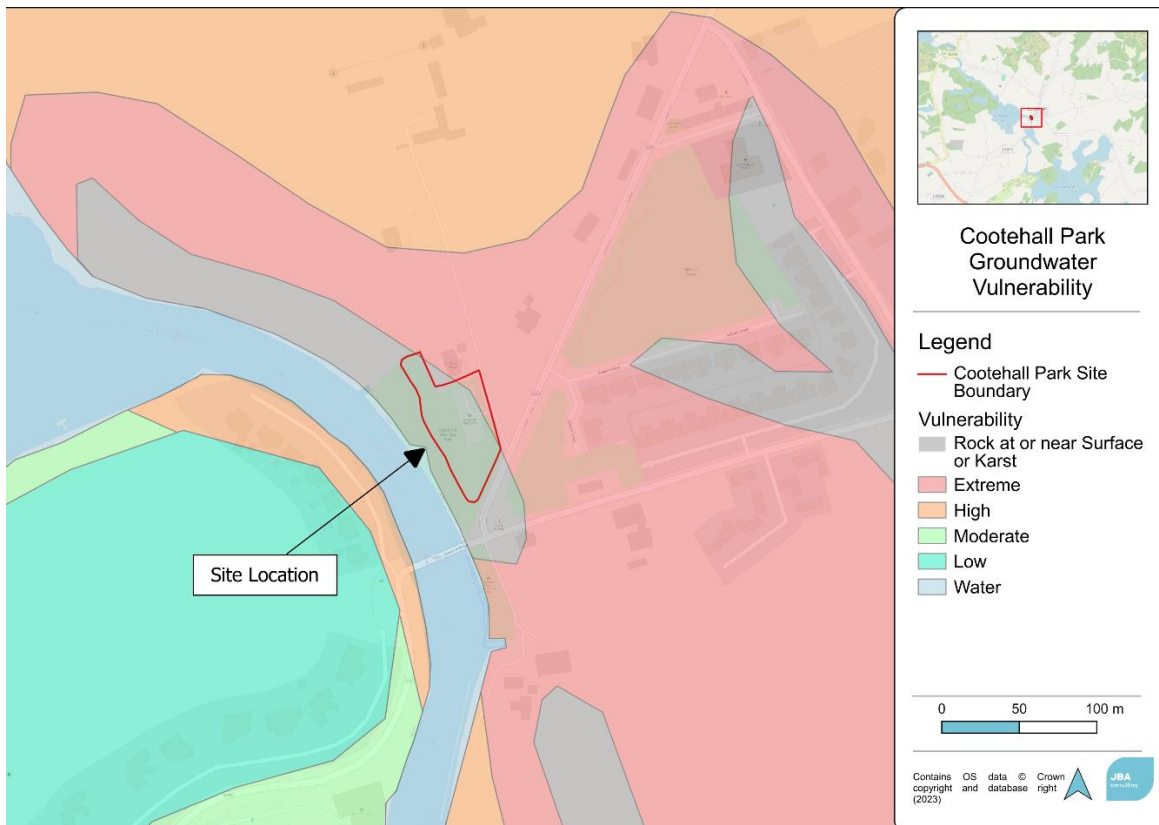 Site Location
Cootehall Park
Groundwater
Vulnerability
Legend
Cootehall Park Site
Boundary
Vulnerability
Rock at or near Surface
or Karst
Extreme
High
Moderate
Low
Water
0 50 100 m
Contains OS data © Crown
copyright and database right
(2023)
JBA
consulting